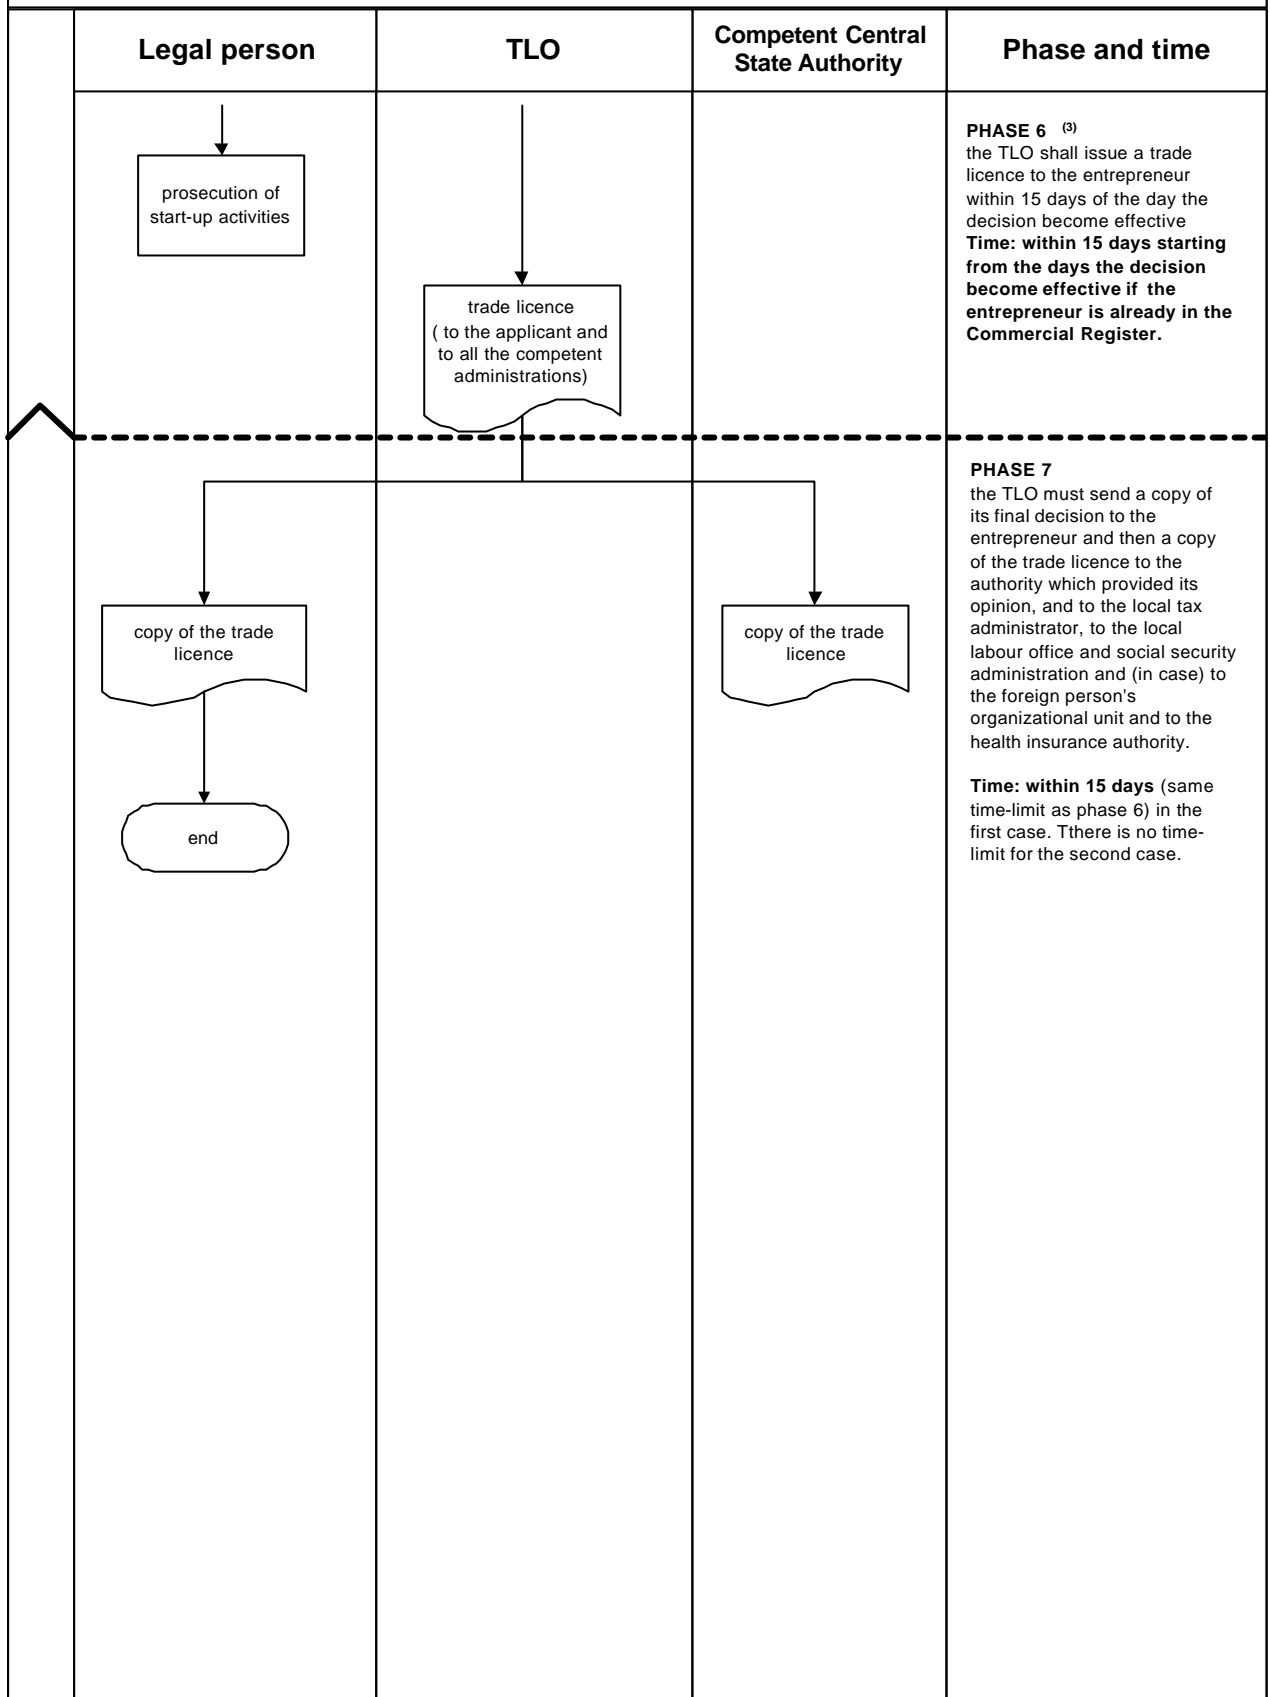 Legal person
TLO
Competent Central
State Authority
Phase and time
prosecution of
start-up activities
trade licence
( to the applicant and
to all the competent
administrations)
PHASE 6 (3)
the TLO shall issue a trade
licence to the entrepreneur
within 15 days of the day the
decision become effective
Time: within 15 days starting
from the days the decision
become effective if the
entrepreneur is already in the
Commercial Register.
copy of the trade
licence
end
copy of the trade
licence
PHASE 7
the TLO must send a copy of
its final decision to the
entrepreneur and then a copy
of the trade licence to the
authority which provided its
opinion, and to the local tax
administrator, to the local
labour office and social security
administration and (in case) to
the foreign person's
organizational unit and to the
health insurance authority.
Time: within 15 days (same
time-limit as phase 6) in the
first case. Tthere is no time-
limit for the second case.